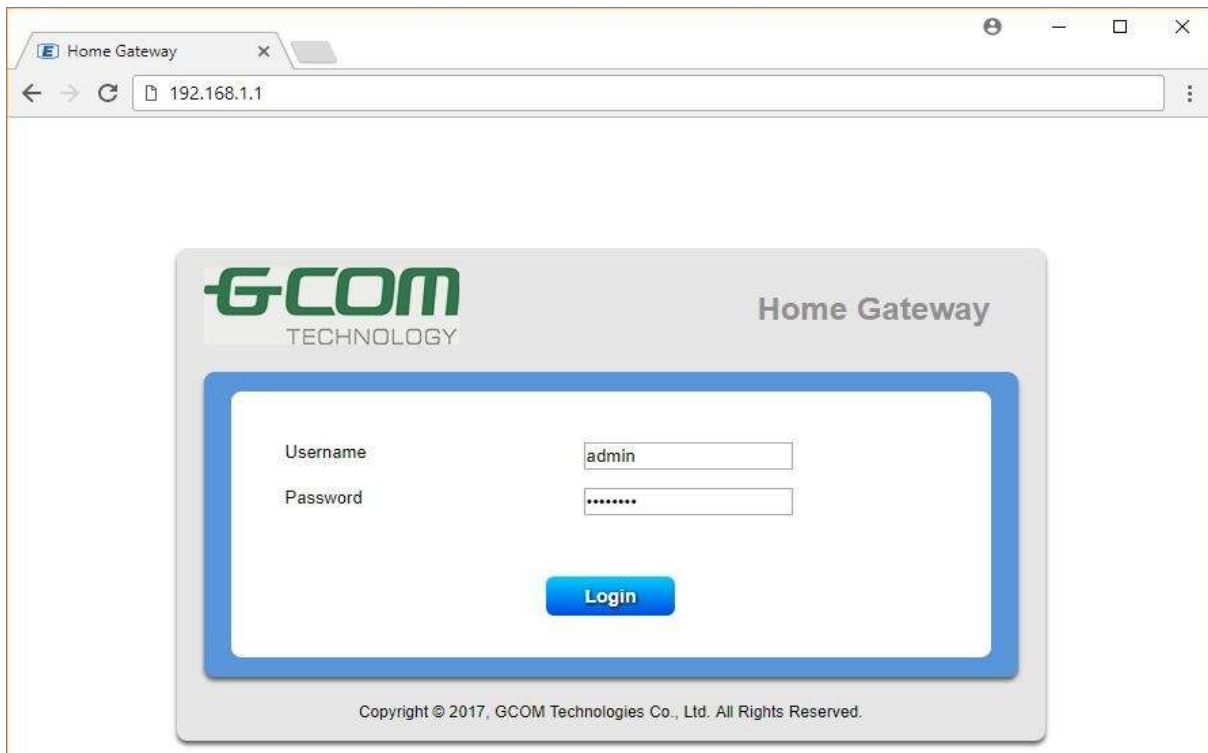 Home Gateway
192.168.1.1
G-COM
TECHNOLOGY
Home Gateway
Username
admin
Password
••••••••
Login
Copyright © 2017, GCOM Technologies Co., Ltd. All Rights Reserved.